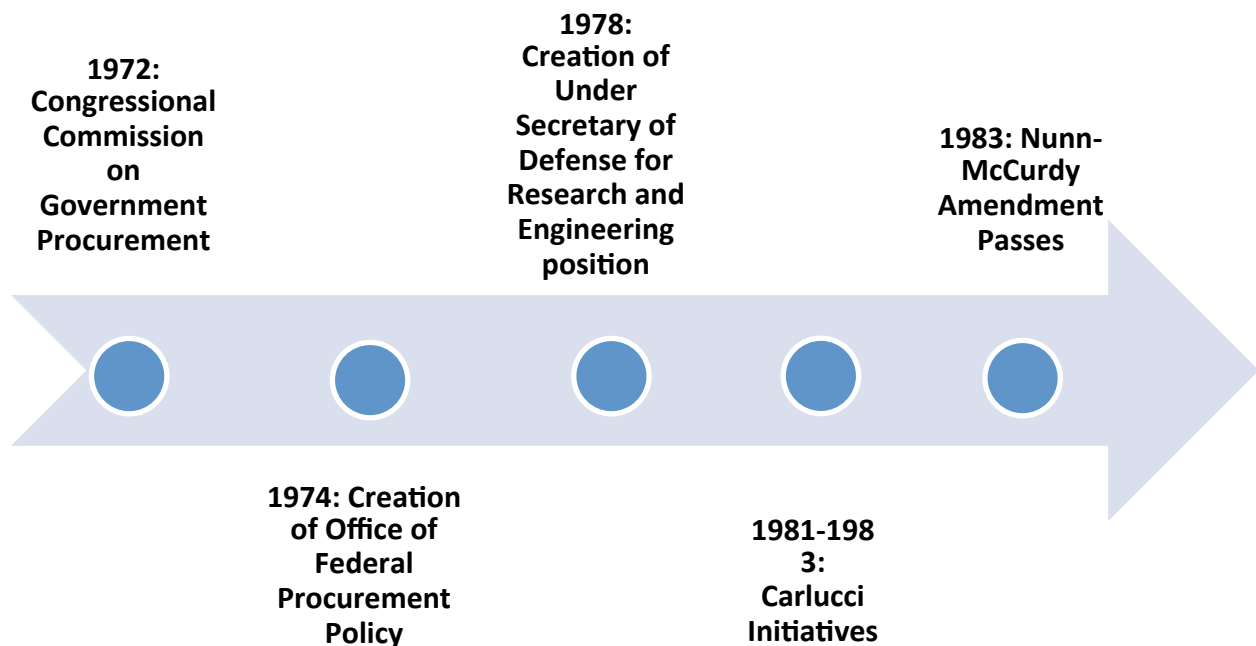 1972:
Congressional
Commission
on
Government
Procurement
1974: Creation
of Office of
Federal
Procurement
Policy
1978:
Creation of
Under
Secretary of
Defense for
Research and
Engineering
position
1981-198
3:
Carlucci
Initiatives
1983: Nunn-
McCurdy
Amendment
Passes